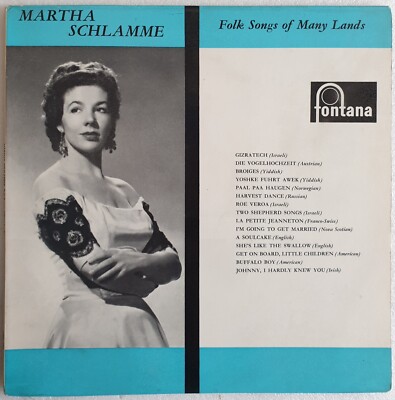 MARTHA
SCHLAMME
Folk Songs of Many Lands
fontana
GIZRATECH (Israeli)
DIE VOGELHOCHZEIT (Austrian)
BROIGES (Yiddish)
YOSHKE FUHRT AWEK (Yiddish)
PAAL PAA HAUGEN (Norwegian)
HARVEST DANCE (Russian)
ROE VEROA (Israeli)
TWO SHEPHERD SONGS (Israeli)
LA PETITE JEANNETON (Franco-Swiss)
I'M GOING TO GET MARRIED (Nova Scotian)
A SOULCAKE (English)
SHE'S LIKE THE SWALLOW (English)
GET ON BOARD, LITTLE CHILDREN (American)
BUFFALO BOY (American)
JOHNNY, I HARDLY KNEW YOU (Irish)